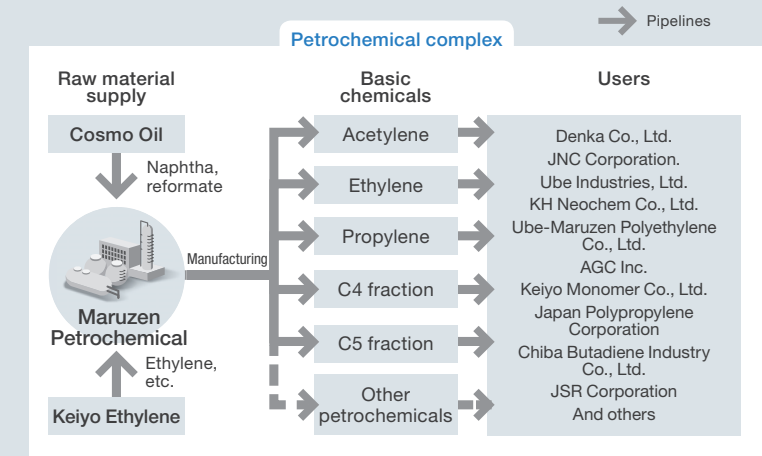 Pipelines
Petrochemical complex
Raw material
supply
Basic
chemicals
Users
Cosmo Oil
Naphtha,
reformate
Maruzen
Petrochemical
Ethylene,
etc.
Keiyo Ethylene
Manufacturing
Acetylene
Ethylene
Propylene
C4 fraction
C5 fraction
Other
petrochemicals
Denka Co., Ltd.
JNC Corporation.
Ube Industries, Ltd.
KH Neochem Co., Ltd.
Ube-Maruzen Polyethylene
Co., Ltd.
AGC Inc.
Keiyo Monomer Co., Ltd.
Japan Polypropylene
Corporation
Chiba Butadiene Industry
Co., Ltd.
JSR Corporation
And others